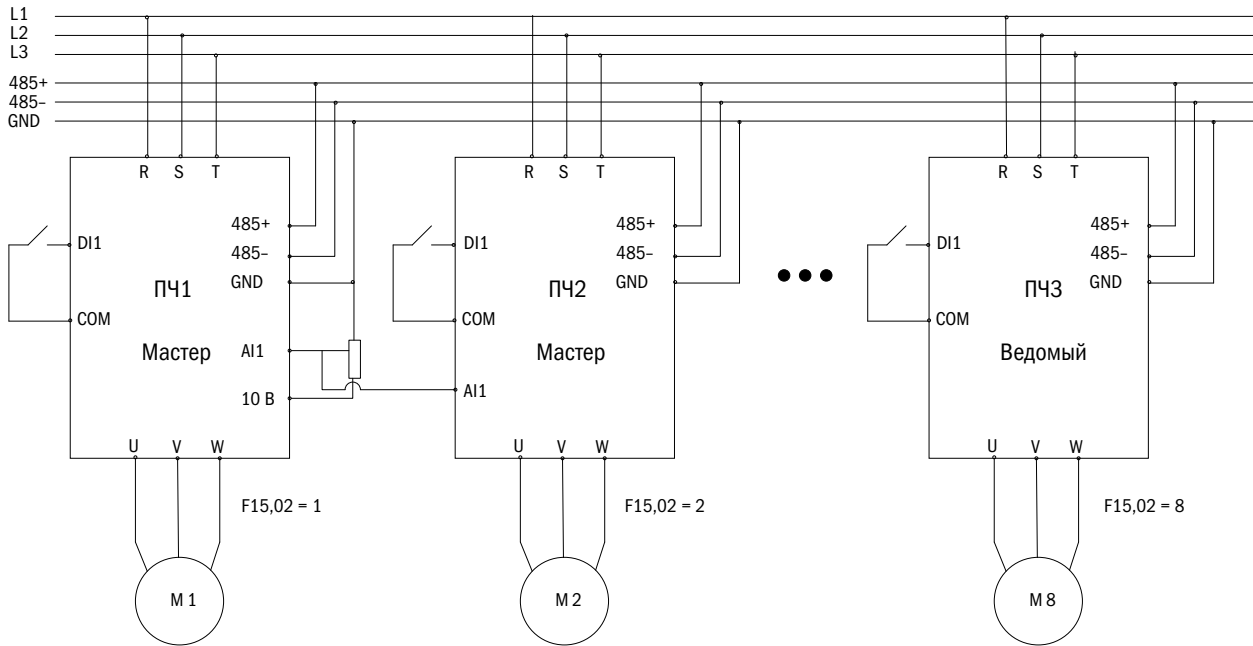 L1
L2
L3
485+
485–
GND
R S T
485+
485–
GND
DI1
COM
ПЧ1
Мастер
AI1
10 В
U V W
F15,02 = 1
М 1
R S T
485+
485–
GND
DI1
COM
ПЧ2
Мастер
AI1
U V W
F15,02 = 2
М 2
R S T
485+
485–
GND
DI1
COM
ПЧ3
Ведомый
U V W
F15,02 = 8
М 8